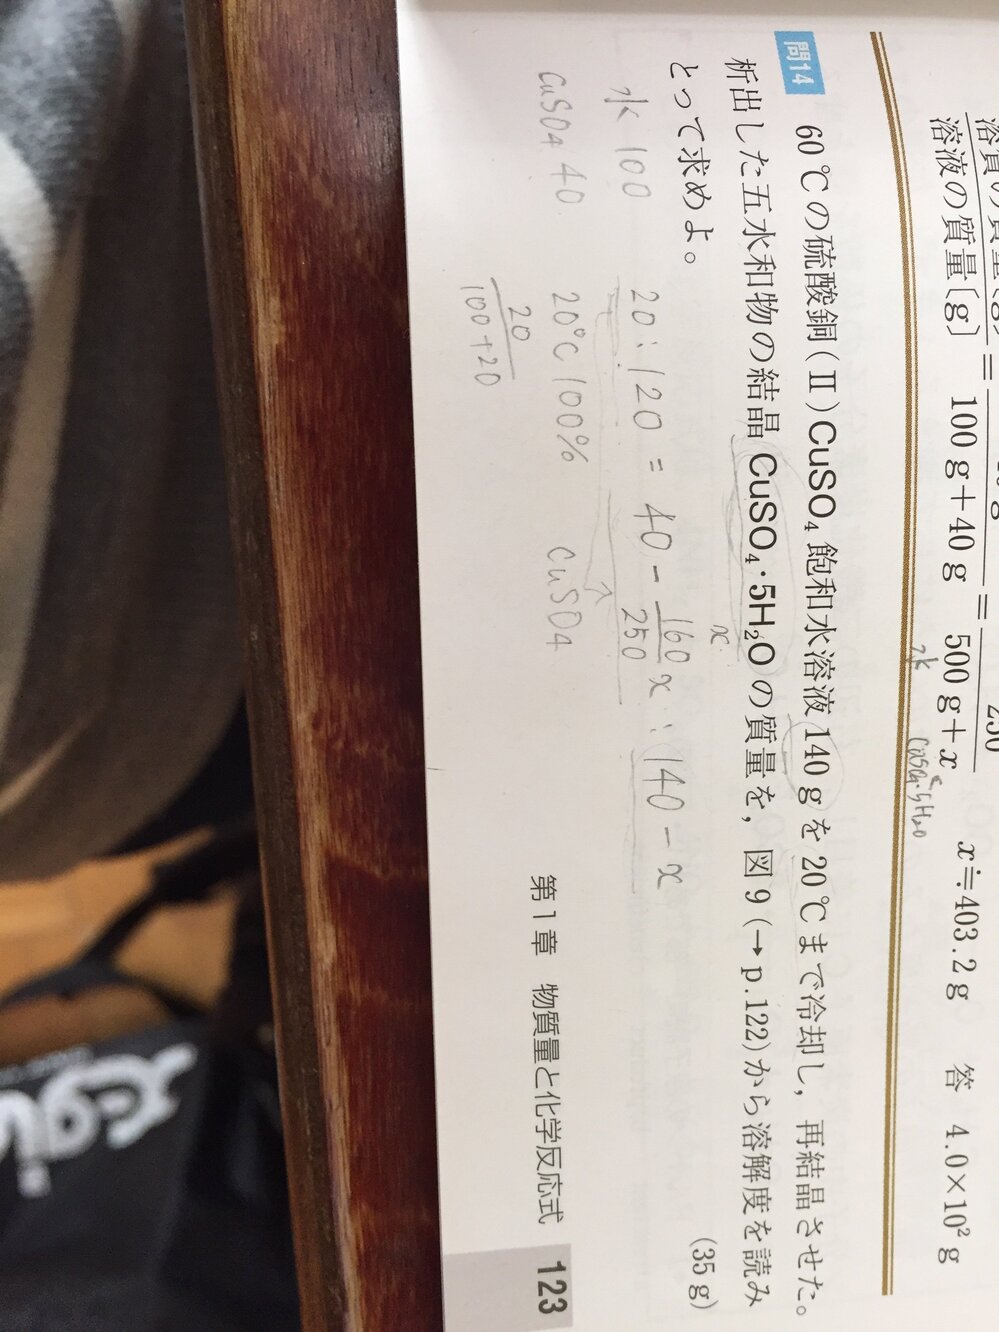 溶液の質量〔g〕 = 100 g+40 g = 500 g+x
水 CuSO4·5H2O
x≒403.2 g 答 4.0×10² g
問14 60℃の硫酸銅(Ⅱ)CuSO₄飽和水溶液140 gを20℃まで冷却し，再結晶させた。
析出した五水和物の結晶CuSO₄·5H₂Oの質量を，図9(→p.122)から溶解度を読み
x
とって求めよ。
(35 g)
水 100 20 : 120 = 40 - 160/250 x : 140 - x
CuSO4 40 20℃ 100% CuSO4
20/100+20
第1章 物質量と化学反応式 123